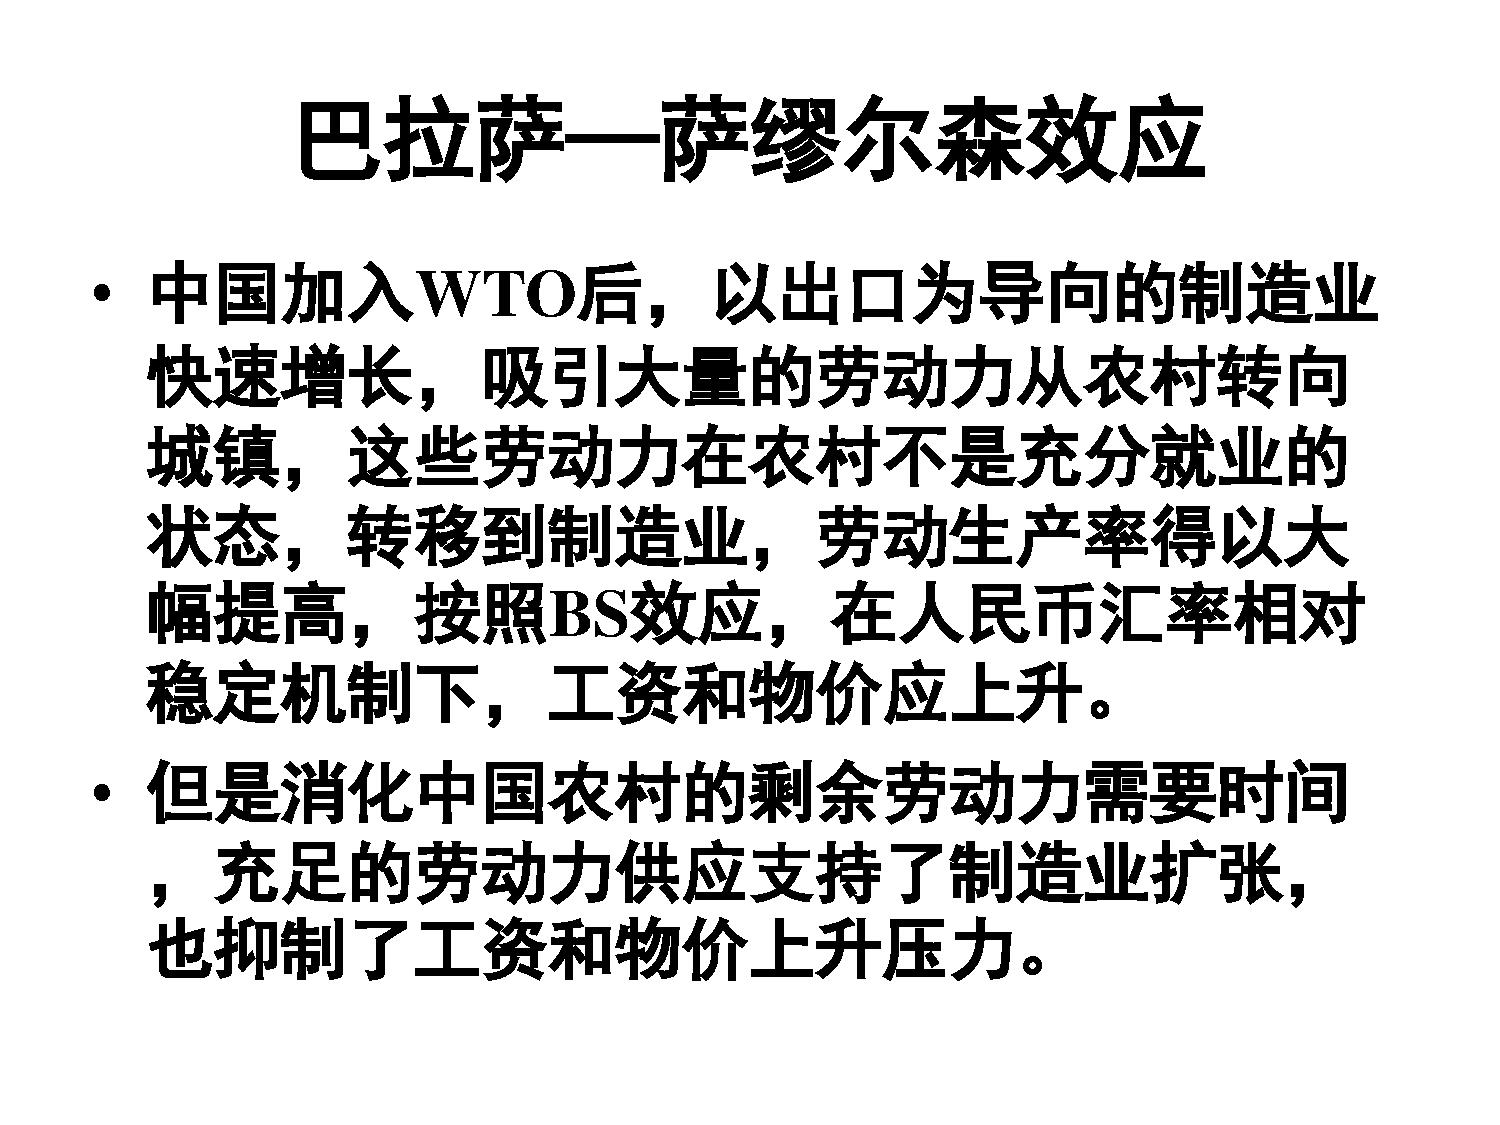 巴拉萨—萨缪尔森效应
• 中国加入WTO后，以出口为导向的制造业
快速增长，吸引大量的劳动力从农村转向
城镇，这些劳动力在农村不是充分就业的
状态，转移到制造业，劳动生产率得以大
幅提高，按照BS效应，在人民币汇率相对
稳定机制下，工资和物价应上升。
• 但是消化中国农村的剩余劳动力需要时间
，充足的劳动力供应支持了制造业扩张，
也抑制了工资和物价上升压力。